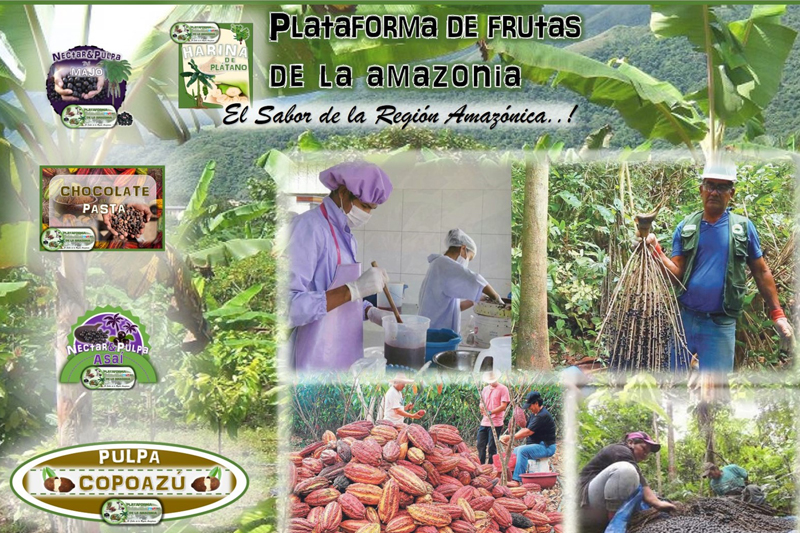 PLATAFORMA DE FRUTAS
DE LA AMAZONIA
El Sabor de la Región Amazónica..!
NECTAR&PULPA
DE
MAJO
HARINA
DE
PLATANO
CHOCOLATE
PASTA
NECTAR&PULPA
ASAI
PULPA
COPOAZÚ